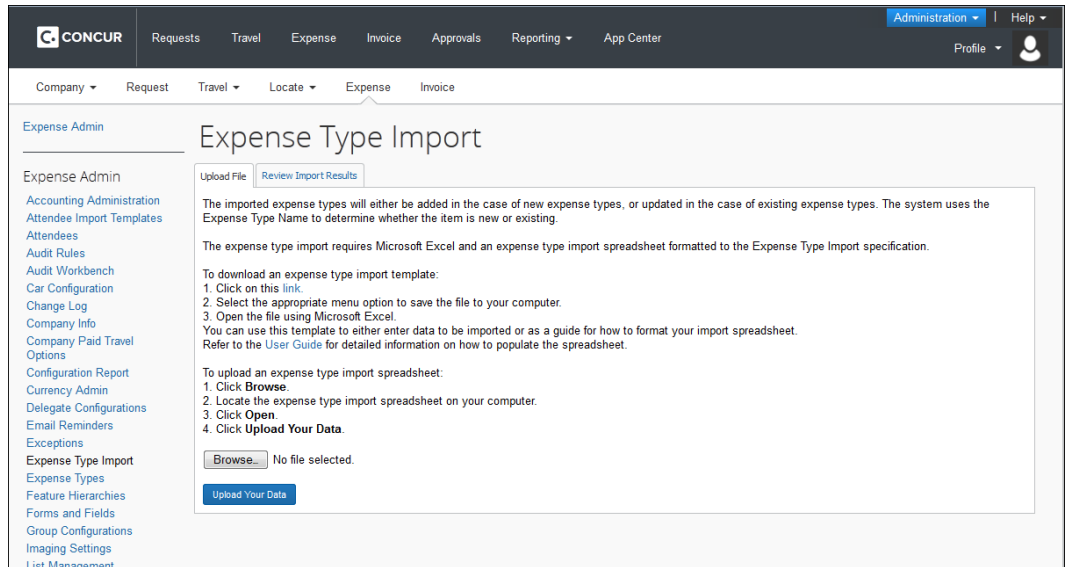 Administration | Help
C. CONCUR Requests Travel Expense Invoice Approvals Reporting App Center
Profile
Company Request Travel Locate Expense Invoice
Expense Admin
Expense Type Import
Expense Admin
Accounting Administration
Attendee Import Templates
Attendees
Audit Rules
Audit Workbench
Car Configuration
Change Log
Company Info
Company Paid Travel
Options
Configuration Report
Currency Admin
Delegate Configurations
Email Reminders
Exceptions
Expense Type Import
Expense Types
Feature Hierarchies
Forms and Fields
Group Configurations
Imaging Settings
List Management
Upload File Review Import Results
The imported expense types will either be added in the case of new expense types, or updated in the case of existing expense types. The system uses the
Expense Type Name to determine whether the item is new or existing.
The expense type import requires Microsoft Excel and an expense type import spreadsheet formatted to the Expense Type Import specification.
To download an expense type import template:
1. Click on this link.
2. Select the appropriate menu option to save the file to your computer.
3. Open the file using Microsoft Excel.
You can use this template to either enter data to be imported or as a guide for how to format your import spreadsheet.
Refer to the User Guide for detailed information on how to populate the spreadsheet.
To upload an expense type import spreadsheet:
1. Click Browse.
2. Locate the expense type import spreadsheet on your computer.
3. Click Open.
4. Click Upload Your Data.
Browse... No file selected.
Upload Your Data